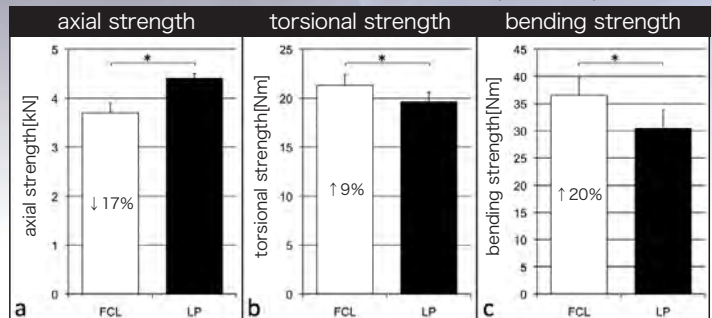 axial strength
torsional strength
bending strength
axial strength[kN]
5
4
3
2
1
0
*
↓17%
FCL
LP
a
torsional strength[Nm]
25
20
15
10
5
0
*
↑9%
FCL
LP
b
bending strength[Nm]
45
40
35
30
25
20
15
10
5
0
*
↑20%
FCL
LP
c